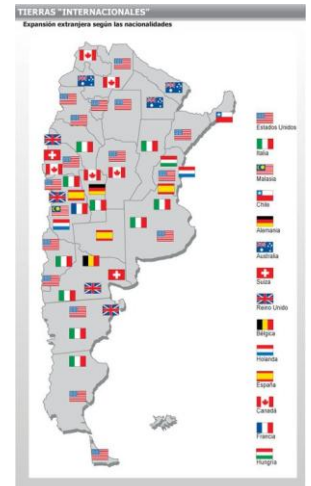 TIERRAS "INTERNACIONALES"
Expansión extranjera según las nacionalidades
Estados Unidos
Italia
Malasia
Chile
Alemania
Australia
Suiza
Reino Unido
Bélgica
Holanda
España
Canadá
Francia
Hungría